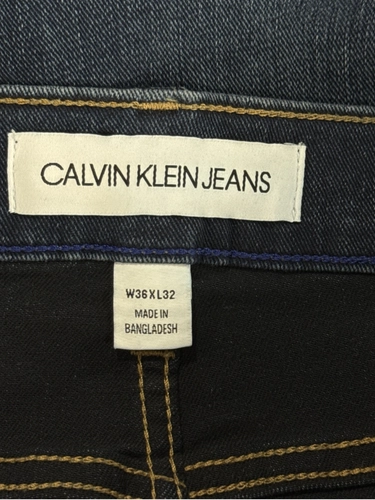 CALVIN KLEIN JEANS
W36XL32
MADE IN
BANGLADESH